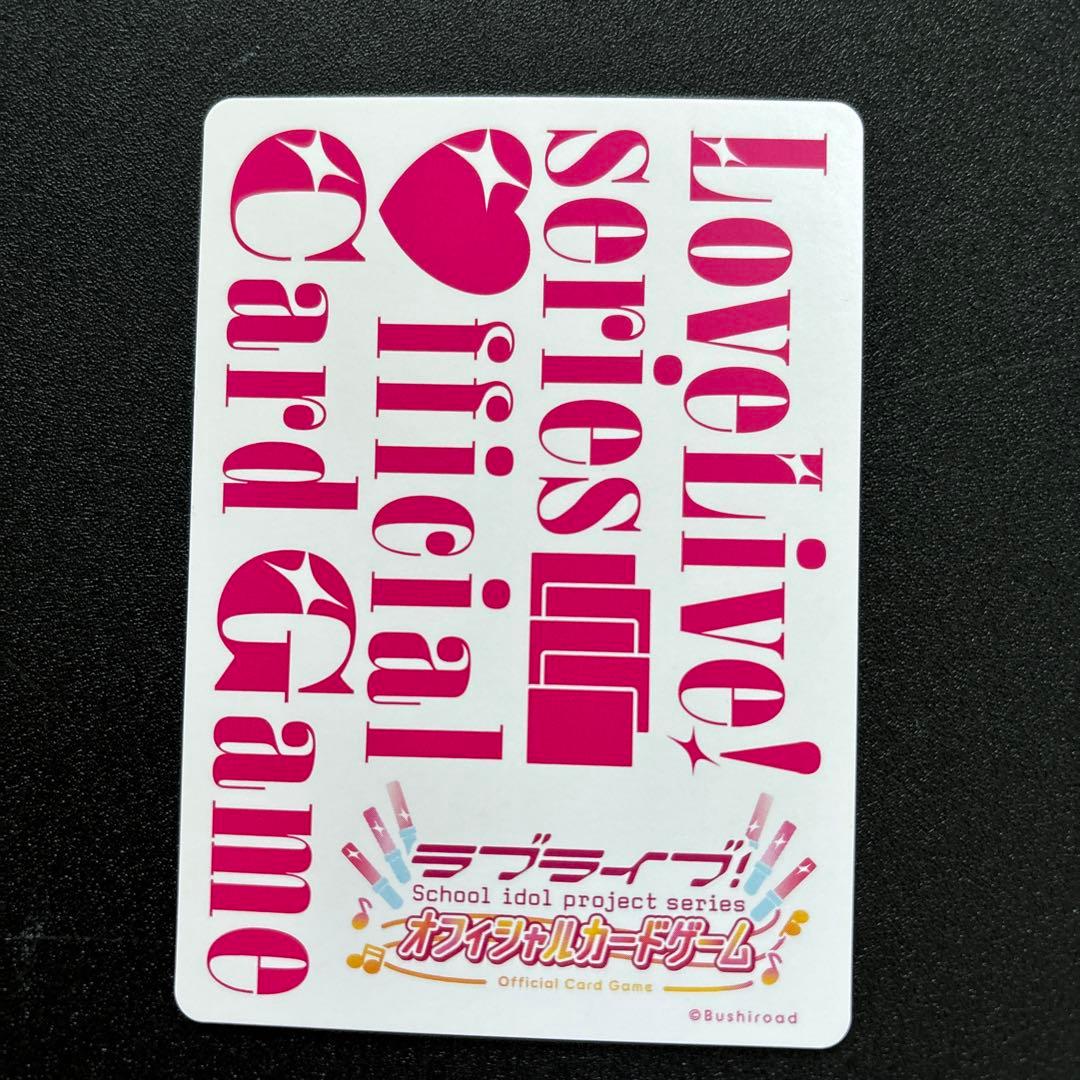 LoveLive!
series
♥fficial
Card Game
ラブライブ!
School idol project series
オフィシャルカードゲーム
Official Card Game
©Bushiroad